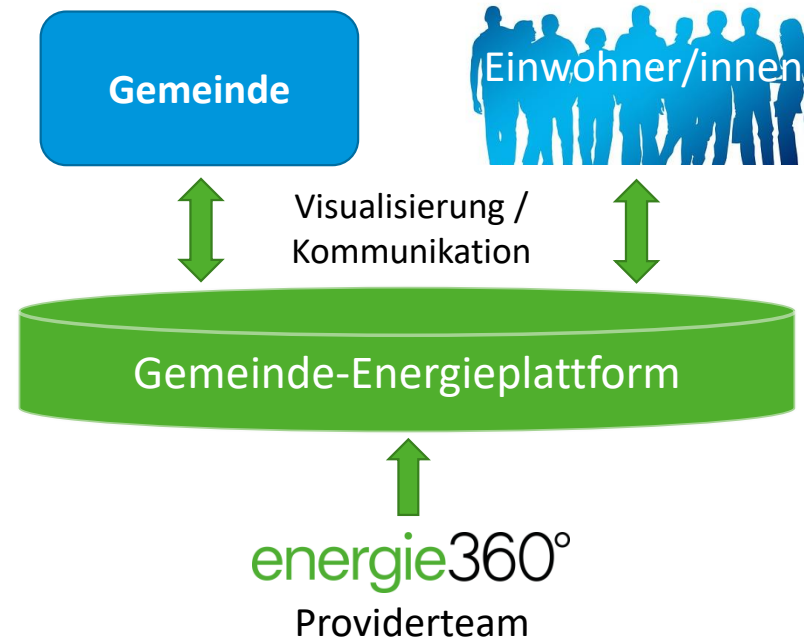 Gemeinde
Einwohner/innen
Visualisierung /
Kommunikation
Gemeinde-Energieplattform
energie360°
Providerteam